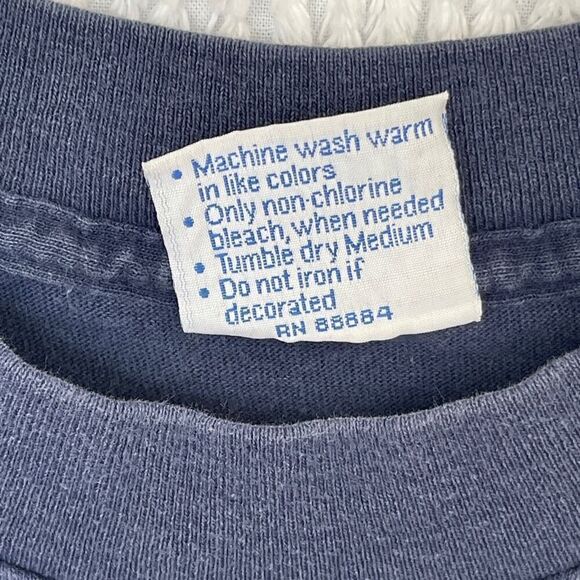 • Machine wash warm
in like colors
• Only non-chlorine
bleach, when needed
• Tumble dry Medium
• Do not iron if
decorated
RN 88884